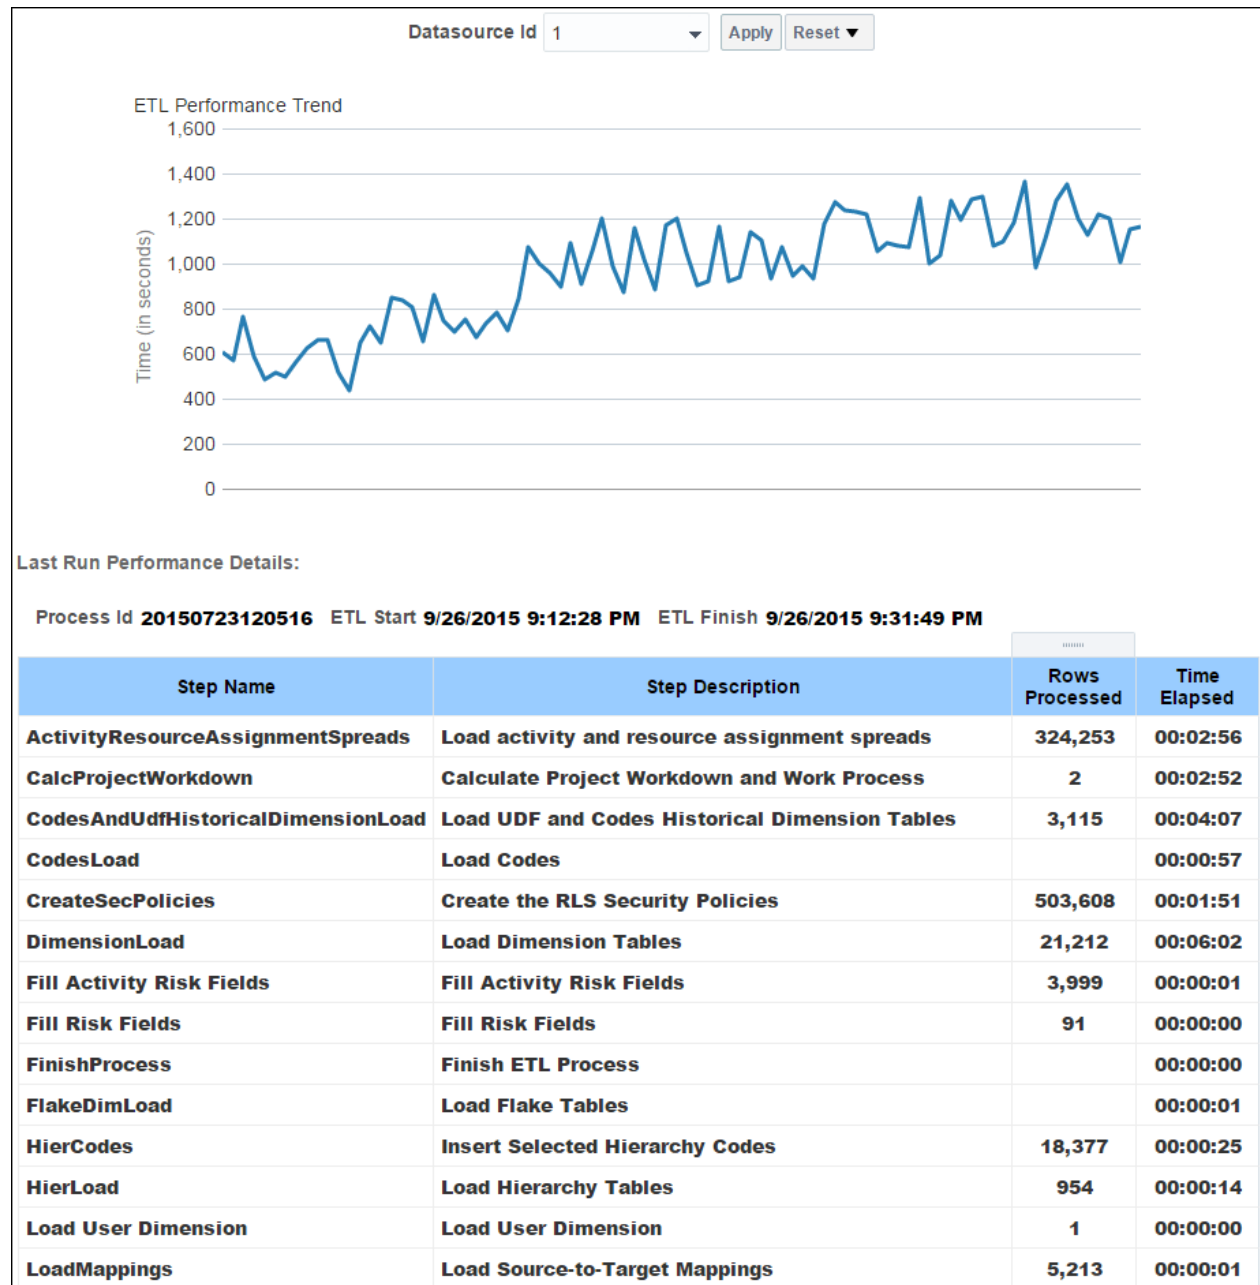 Datasource Id 1 Apply Reset
ETL Performance Trend
1,600
1,400
1,200
1,000
800
600
400
200
0
Time (in seconds)
Last Run Performance Details:
Process Id 20150723120516 ETL Start 9/26/2015 9:12:28 PM ETL Finish 9/26/2015 9:31:49 PM
Step Name Step Description Rows Processed Time Elapsed
ActivityResourceAssignmentSpreads Load activity and resource assignment spreads 324,253 00:02:56
CalcProjectWorkdown Calculate Project Workdown and Work Process 2 00:02:52
CodesAndUdfHistoricalDimensionLoad Load UDF and Codes Historical Dimension Tables 3,115 00:04:07
CodesLoad Load Codes 00:00:57
CreateSecPolicies Create the RLS Security Policies 503,608 00:01:51
DimensionLoad Load Dimension Tables 21,212 00:06:02
Fill Activity Risk Fields Fill Activity Risk Fields 3,999 00:00:01
Fill Risk Fields Fill Risk Fields 91 00:00:00
FinishProcess Finish ETL Process 00:00:00
FlakeDimLoad Load Flake Tables 00:00:01
HierCodes Insert Selected Hierarchy Codes 18,377 00:00:25
HierLoad Load Hierarchy Tables 954 00:00:14
Load User Dimension Load User Dimension 1 00:00:00
LoadMappings Load Source-to-Target Mappings 5,213 00:00:01